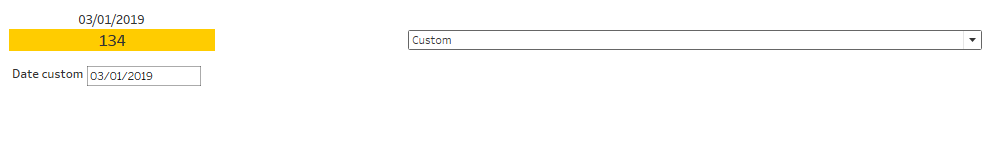 03/01/2019
134
Custom
Date custom 03/01/2019